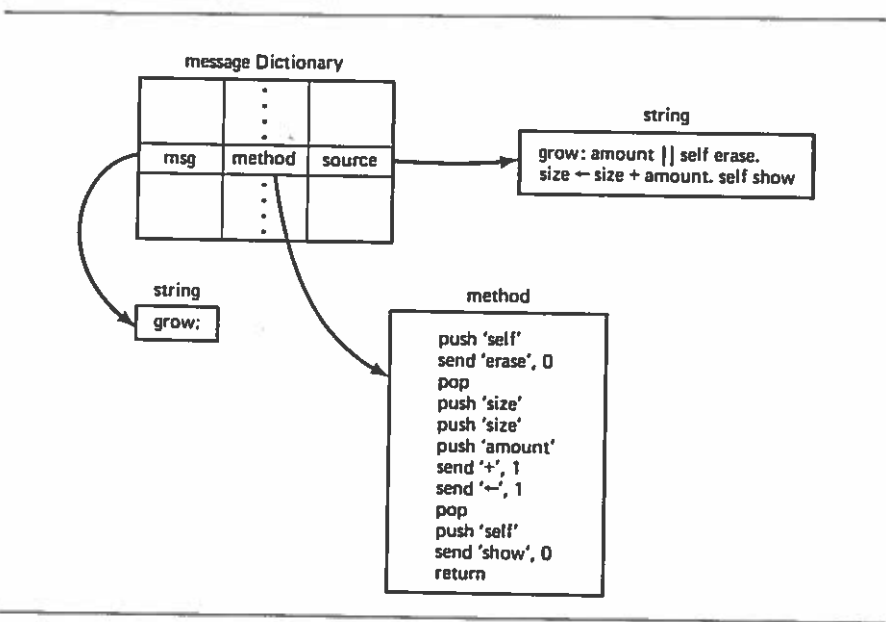 message Dictionary
msg method source
string
grow: amount || self erase.
size ← size + amount. self show
string
grow:
method
push 'self'
send 'erase', 0
pop
push 'size'
push 'size'
push 'amount'
send '+', 1
send '←', 1
pop
push 'self'
send 'show', 0
return